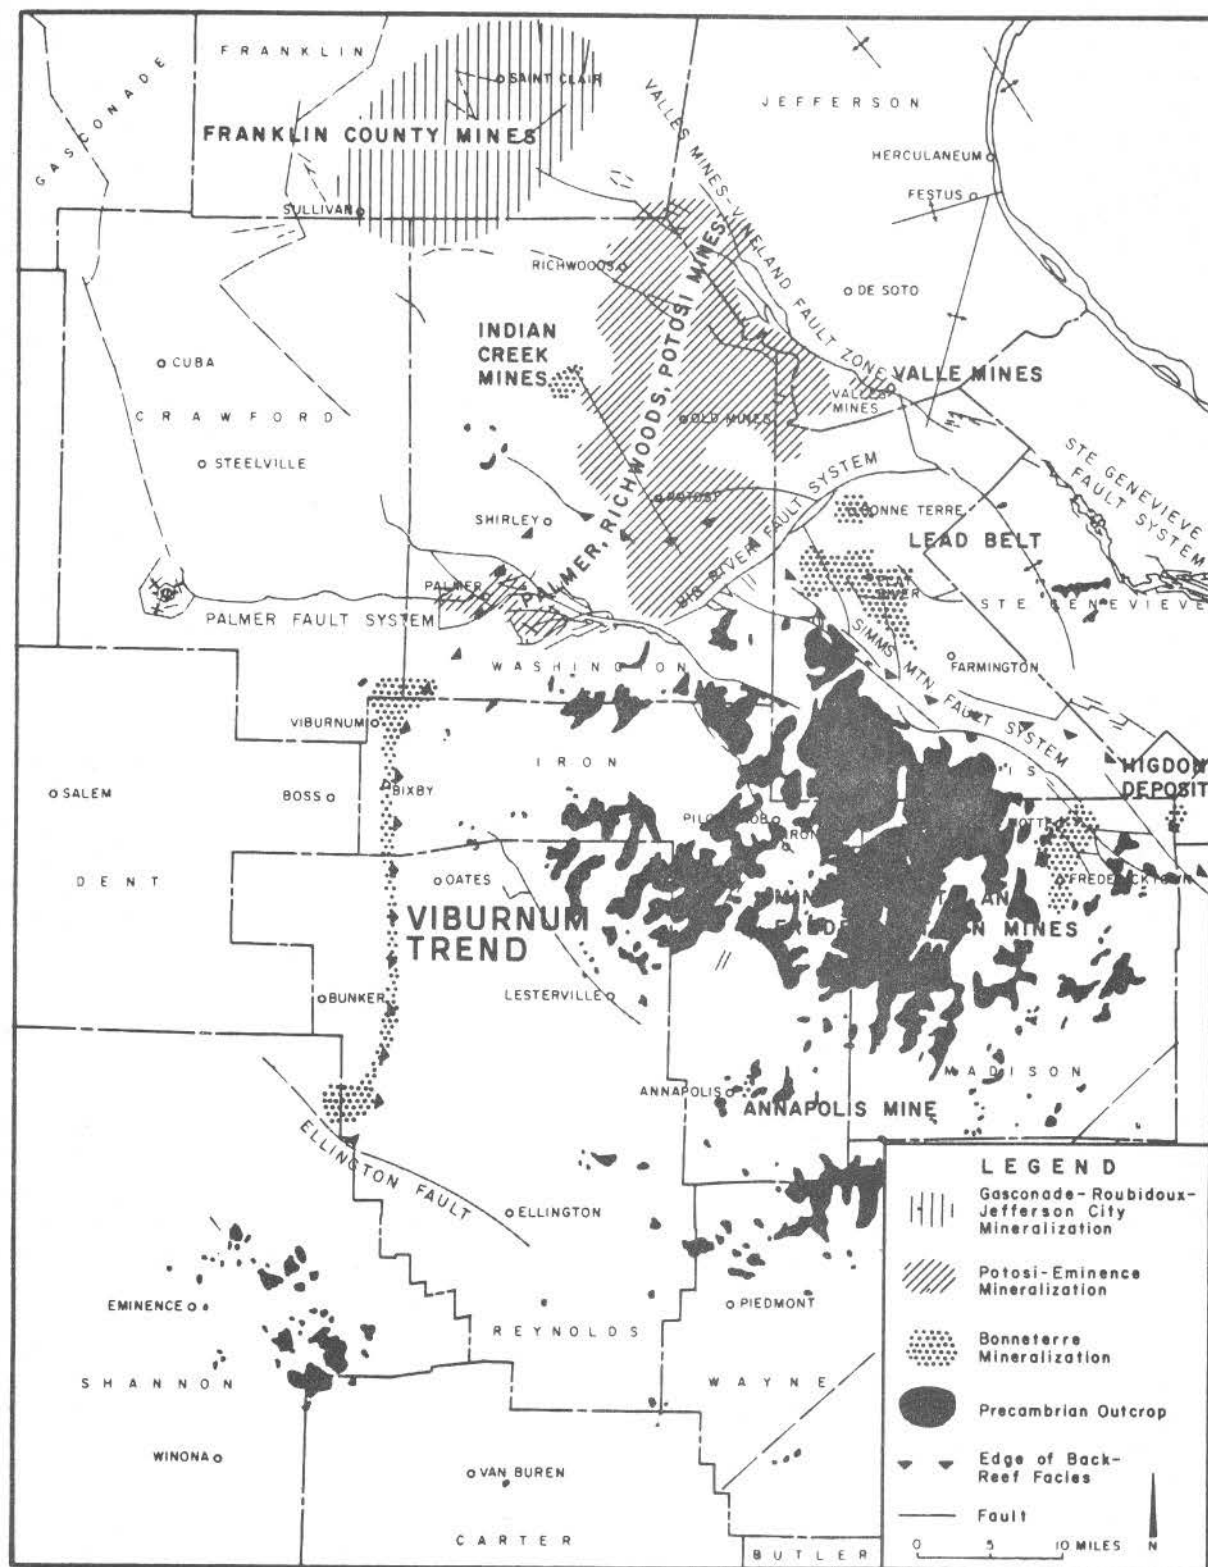 FRANKLIN
GASCONADE
SAINT CLAIR
JEFFERSON
FRANKLIN COUNTY MINES
HERCULANEUM
FESTUS
SULLIVAN
VALLES MINES-VINELAND FAULT ZONE
RICHWOODS
DE SOTO
PALMER, RICHWOODS, POTOSI MINES
INDIAN
CREEK
MINES
CUBA
VALLE MINES
VALLES
MINES
CRAWFORD
OLD MINES
STEELVILLE
STE GENEVIEVE
FAULT SYSTEM
POTOSI
SHIRLEY
BONNE TERRE
LEAD BELT
BIG RIVER FAULT SYSTEM
PALMER
FLAT
RIVER
STE GENEVIEVE
PALMER FAULT SYSTEM
SIMMS MTN FAULT SYSTEM
WASHINGTON
FARMINGTON
VIBURNUM
IRON
HIGDON
DEPOSIT
SALEM
BOSS
BIXBY
DENT
OATES
FREDERICKTOWN
VIBURNUM
TREND
MINES
BUNKER
LESTERVILLE
MADISON
ANNAPOLIS
ANNAPOLIS MINE
ELLINGTON FAULT
ELLINGTON
EMINENCE
PIEDMONT
REYNOLDS
SHANNON
WAYNE
WINONA
VAN BUREN
CARTER
BUTLER
LEGEND
Gasconade-Roubidoux-
Jefferson City
Mineralization
Potosi-Eminence
Mineralization
Bonneterre
Mineralization
Precambrian Outcrop
Edge of Back-
Reef Facies
Fault
0 5 10 MILES
N